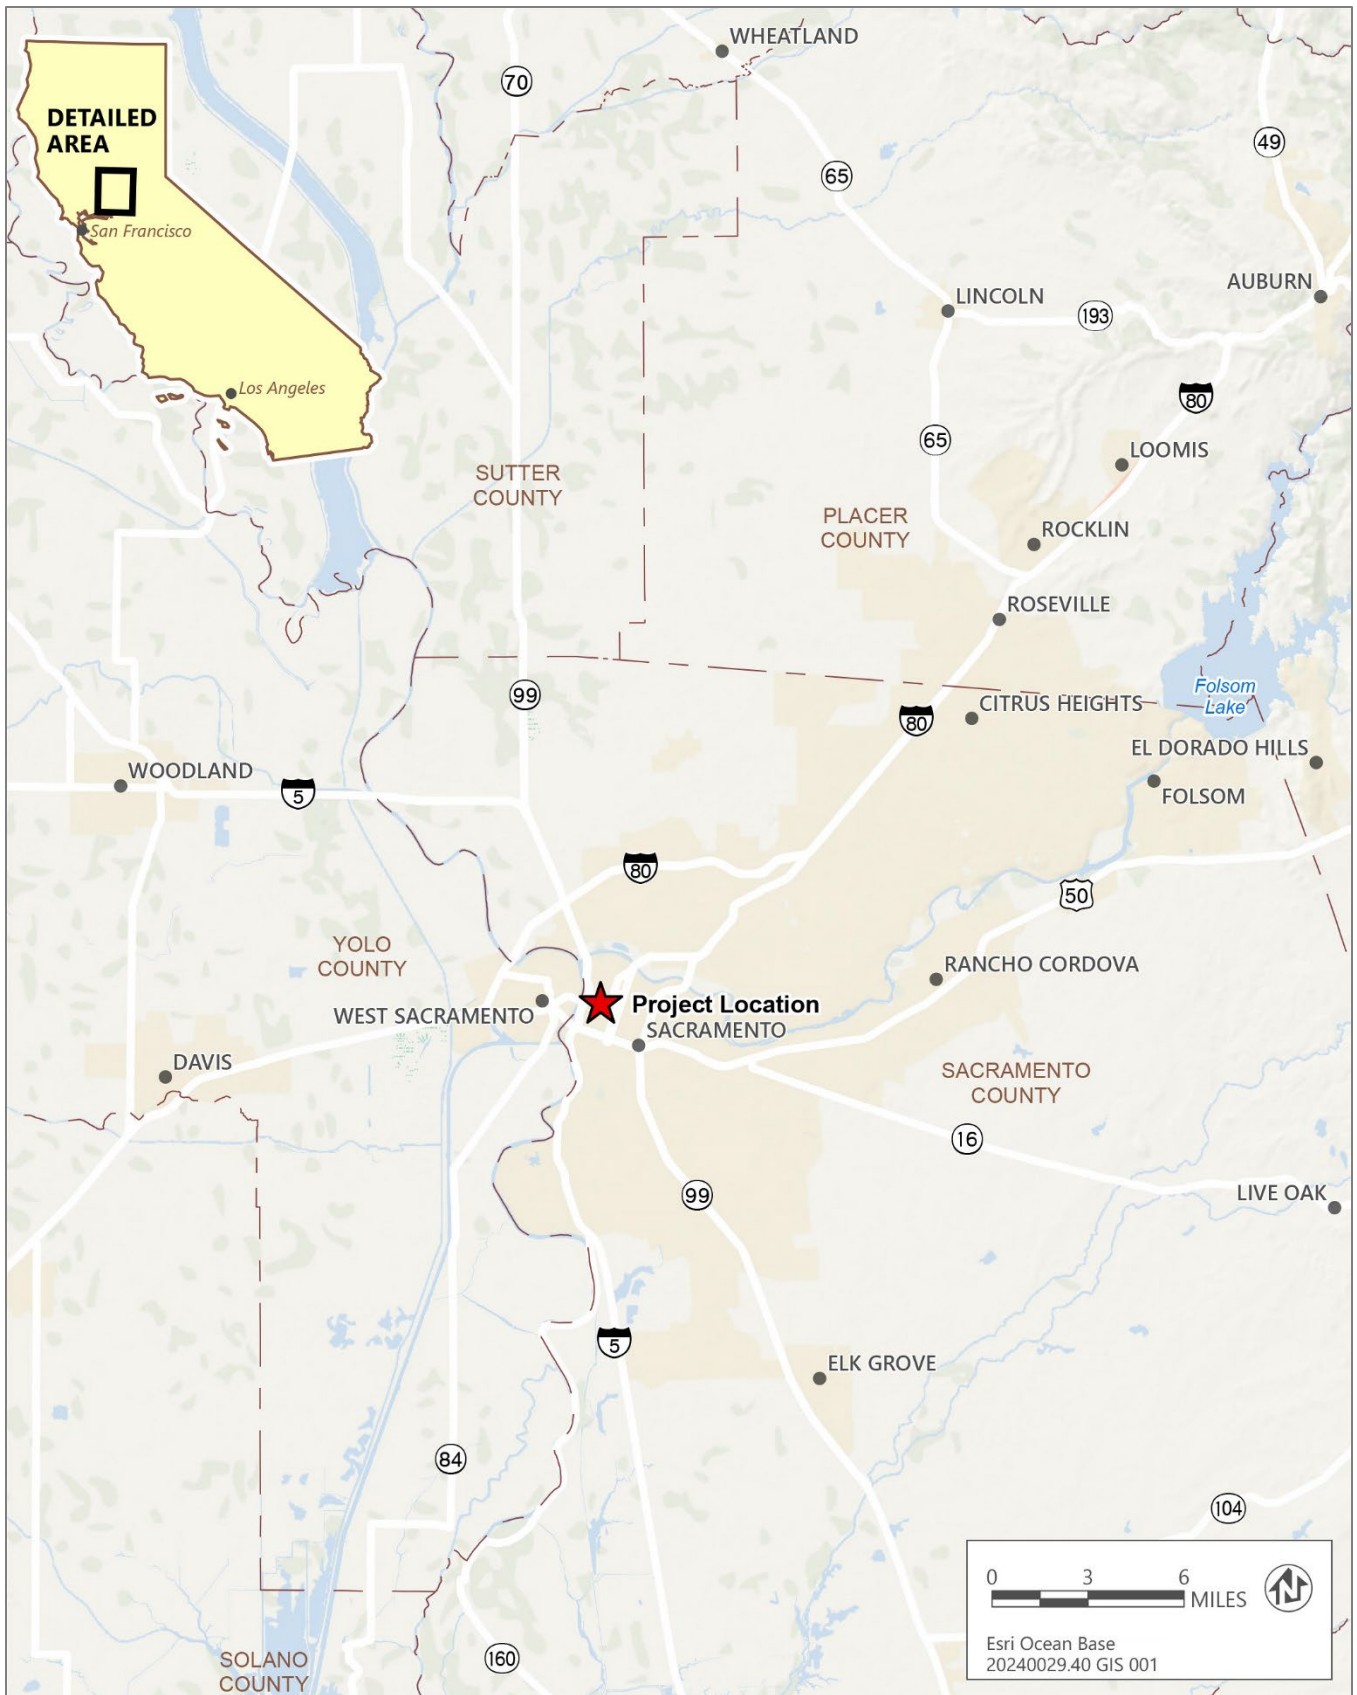 WHEATLAND
70
DETAILED
AREA
49
65
San Francisco
AUBURN
LINCOLN
193
Los Angeles
80
65
LOOMIS
SUTTER
COUNTY
PLACER
COUNTY
ROCKLIN
ROSEVILLE
99
Folsom
Lake
CITRUS HEIGHTS
80
EL DORADO HILLS
WOODLAND
5
FOLSOM
80
50
YOLO
COUNTY
RANCHO CORDOVA
Project Location
WEST SACRAMENTO
SACRAMENTO
DAVIS
SACRAMENTO
COUNTY
16
99
LIVE OAK
5
ELK GROVE
84
104
0 3 6
MILES
N
Esri Ocean Base
20240029.40 GIS 001
SOLANO
COUNTY
160